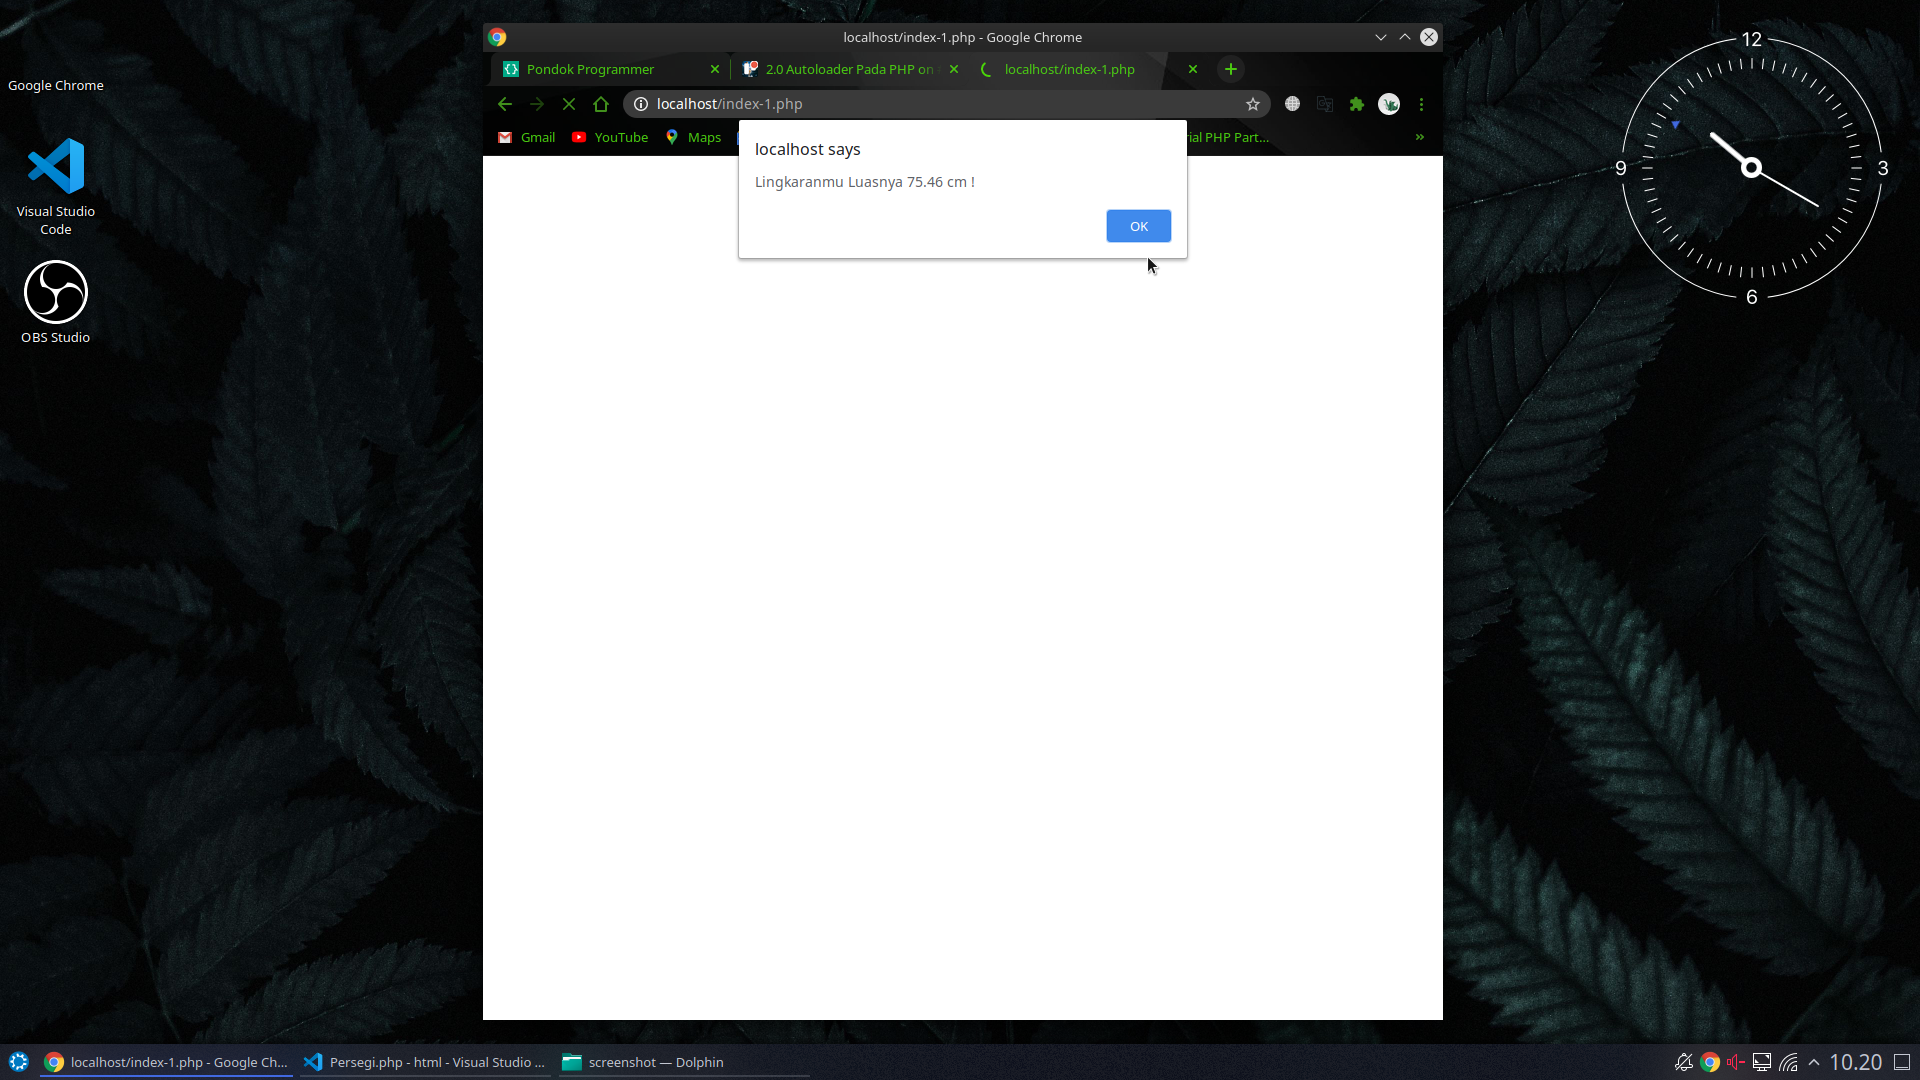 localhost/index-1.php - Google Chrome
Pondok Programmer
2.0 Autoloader Pada PHP on
localhost/index-1.php
localhost/index-1.php
Gmail
YouTube
Maps
ial PHP Part...
localhost says
Lingkaranmu Luasnya 75.46 cm !
OK
Google Chrome
Visual Studio
Code
OBS Studio
12
3
6
9
localhost/index-1.php - Google Ch...
Persegi.php - html - Visual Studio ...
screenshot — Dolphin
10.20